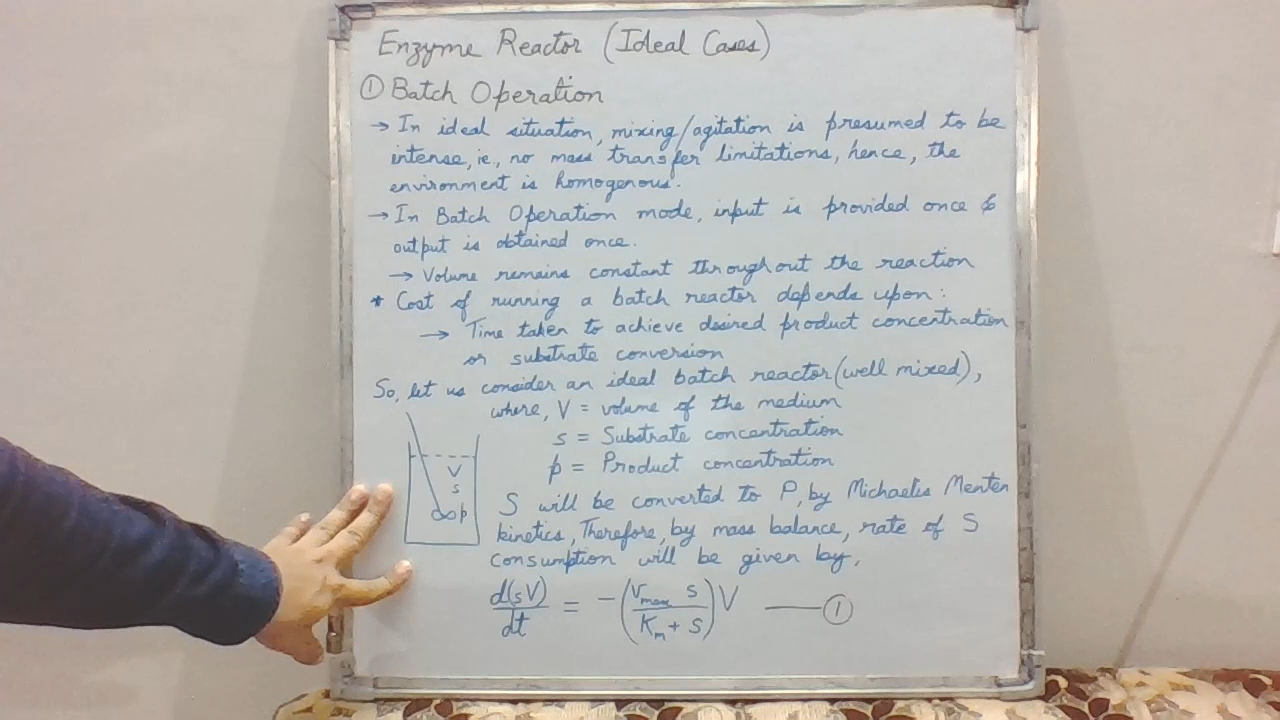 Enzyme Reactor (Ideal Cases)
① Batch Operation
→ In ideal situation, mixing/agitation is presumed to be
intense, ie., no mass transfer limitations, hence, the
environment is homogenous.
→ In Batch Operation mode, input is provided once &
output is obtained once.
→ Volume remains constant throughout the reaction
* Cost of running a batch reactor depends upon:
→ Time taken to achieve desired product concentration
or substrate conversion
So, let us consider an ideal batch reactor (well mixed),
where, V = volume of the medium
s = Substrate concentration
p = Product concentration
V
s
p
S will be converted to P, by Michaelis Menten
kinetics, Therefore, by mass balance, rate of S
consumption will be given by,
d(sV)/dt = -(Vmax s/Km + s)V —— ①